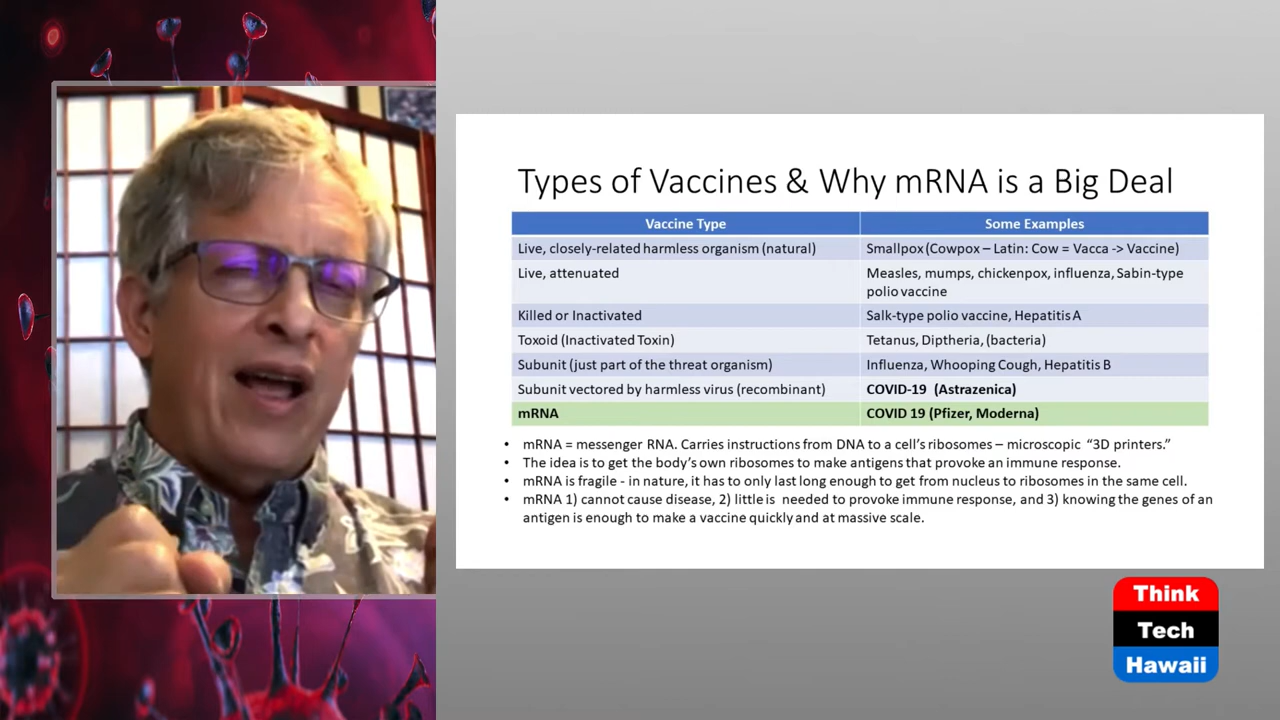 Types of Vaccines & Why mRNA is a Big Deal
Vaccine Type Some Examples
Live, closely-related harmless organism (natural) Smallpox (Cowpox – Latin: Cow = Vacca -> Vaccine)
Live, attenuated Measles, mumps, chickenpox, influenza, Sabin-type
polio vaccine
Killed or Inactivated Salk-type polio vaccine, Hepatitis A
Toxoid (Inactivated Toxin) Tetanus, Diptheria, (bacteria)
Subunit (just part of the threat organism) Influenza, Whooping Cough, Hepatitis B
Subunit vectored by harmless virus (recombinant) COVID-19 (Astrazenica)
mRNA COVID 19 (Pfizer, Moderna)
• mRNA = messenger RNA. Carries instructions from DNA to a cell’s ribosomes – microscopic “3D printers.”
• The idea is to get the body’s own ribosomes to make antigens that provoke an immune response.
• mRNA is fragile - in nature, it has to only last long enough to get from nucleus to ribosomes in the same cell.
• mRNA 1) cannot cause disease, 2) little is needed to provoke immune response, and 3) knowing the genes of an
antigen is enough to make a vaccine quickly and at massive scale.
Think
Tech
Hawaii